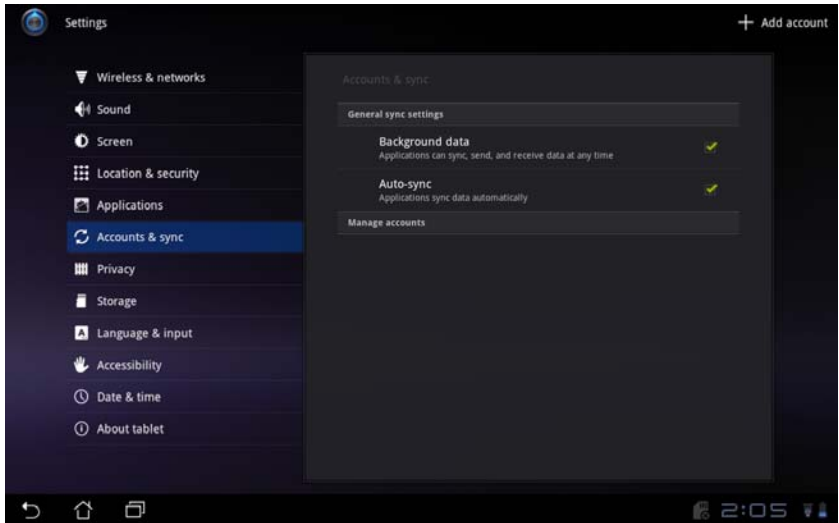 Settings
Add account
Wireless & networks
Sound
Screen
Location & security
Applications
Accounts & sync
Privacy
Storage
Language & input
Accessibility
Date & time
About tablet
Accounts & sync
General sync settings
Background data
Applications can sync, send, and receive data at any time
Auto-sync
Applications sync data automatically
Manage accounts
2:05